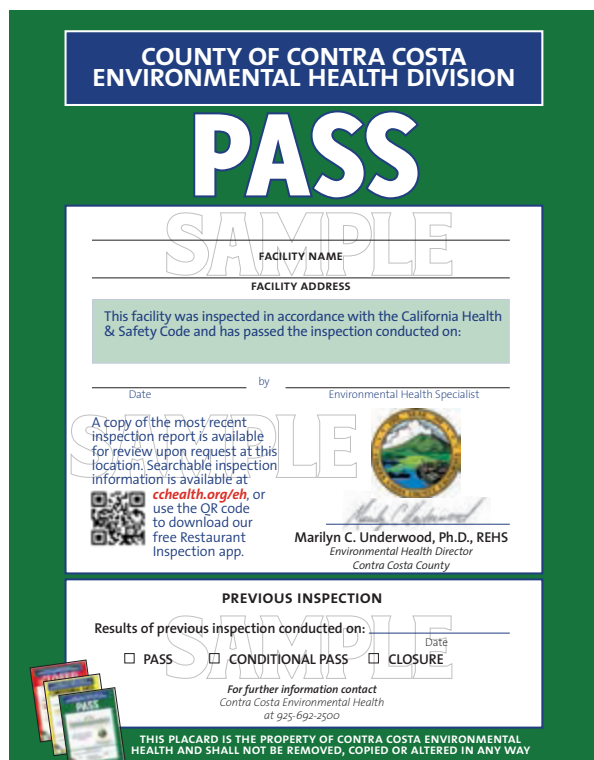 COUNTY OF CONTRA COSTA
ENVIRONMENTAL HEALTH DIVISION
PASS
SAMPLE
FACILITY NAME
FACILITY ADDRESS
This facility was inspected in accordance with the California Health
& Safety Code and has passed the inspection conducted on:
by
Date
Environmental Health Specialist
SAMPLE
A copy of the most recent
inspection report is available
for review upon request at this
location. Searchable inspection
information is available at
cchealth.org/eh, or
use the QR code
to download our
free Restaurant
Inspection app.
Marilyn C. Underwood
Marilyn C. Underwood, Ph.D., REHS
Environmental Health Director
Contra Costa County
PREVIOUS INSPECTION
SAMPLE
Results of previous inspection conducted on:
Date
PASS CONDITIONAL PASS CLOSURE
For further information contact
Contra Costa Environmental Health
at 925-692-2500
PASS
THIS PLACARD IS THE PROPERTY OF CONTRA COSTA ENVIRONMENTAL
HEALTH AND SHALL NOT BE REMOVED, COPIED OR ALTERED IN ANY WAY